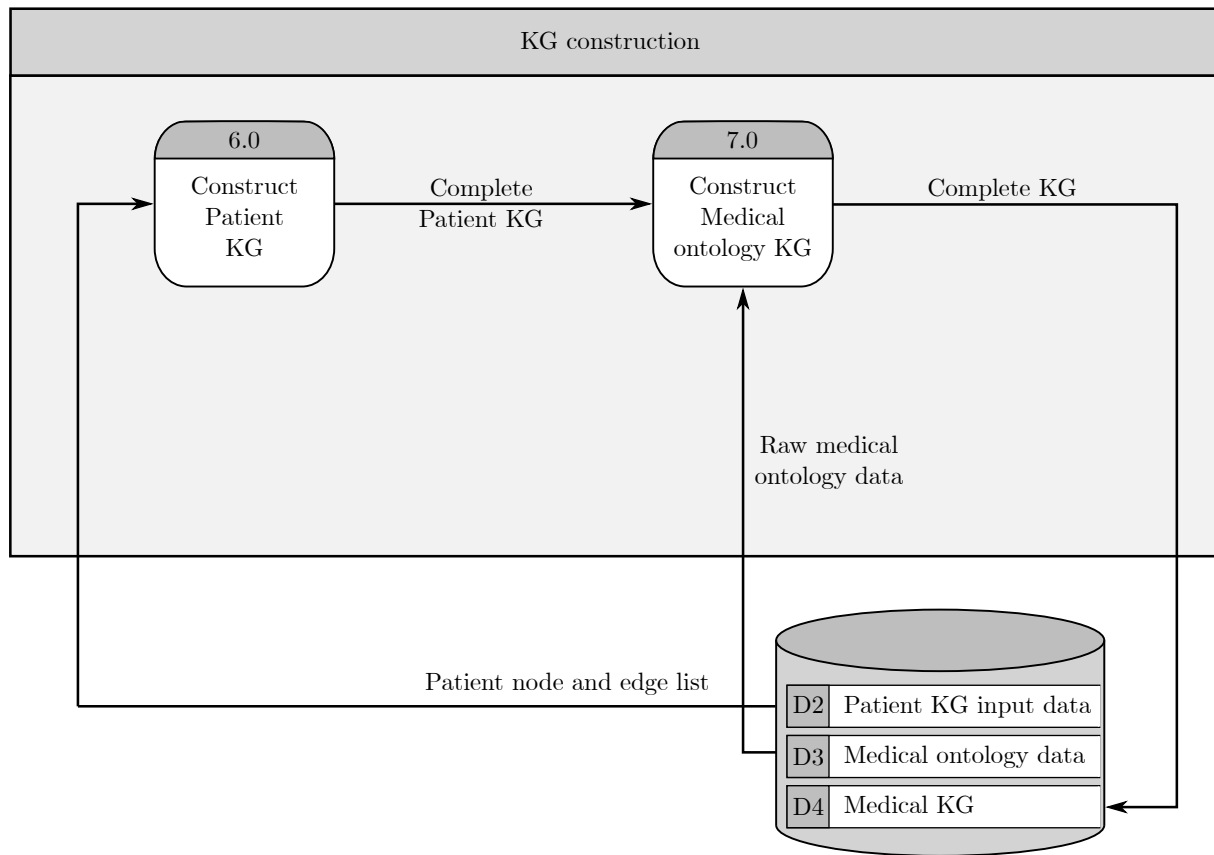 KG construction
6.0
Construct
Patient
KG
Complete
Patient KG
7.0
Construct
Medical
ontology KG
Complete KG
Raw medical
ontology data
Patient node and edge list
D2 Patient KG input data
D3 Medical ontology data
D4 Medical KG